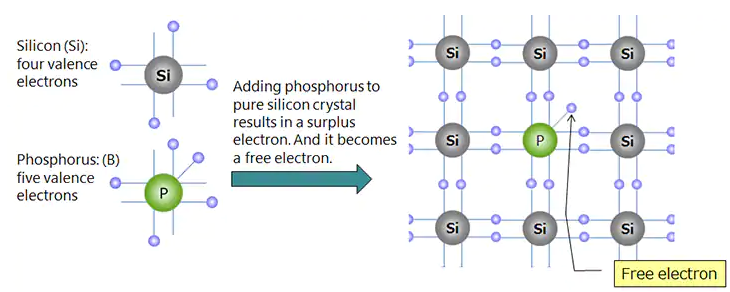 Silicon (Si):
four valence
electrons
Si
Phosphorus: (B)
five valence
electrons
P
Adding phosphorus to
pure silicon crystal
results in a surplus
electron. And it becomes
a free electron.
Si Si Si
Si P Si
Si Si Si
Free electron